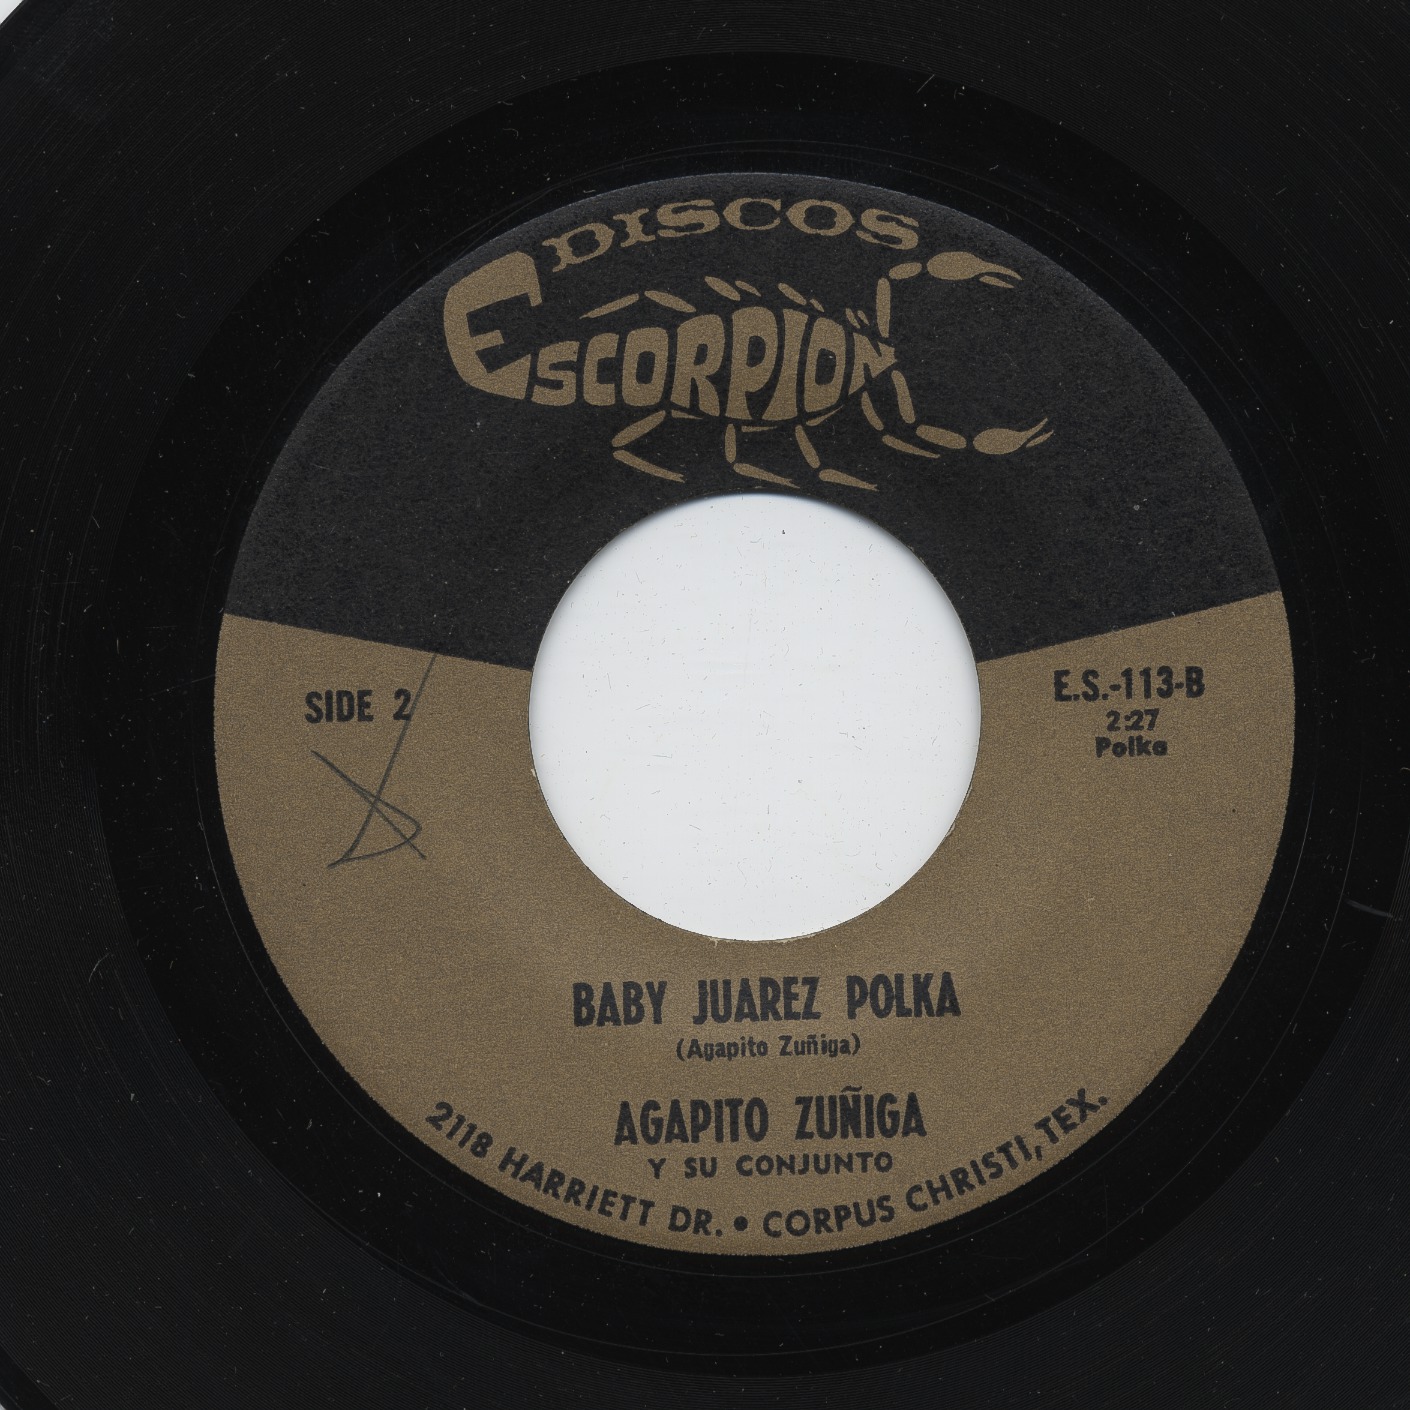 DISCOS
ESCORPION
SIDE 2
E.S.-113-B
2:27
Polka
BABY JUAREZ POLKA
(Agapito Zuñiga)
AGAPITO ZUÑIGA
Y SU CONJUNTO
2118 HARRIETT DR. • CORPUS CHRISTI, TEX.